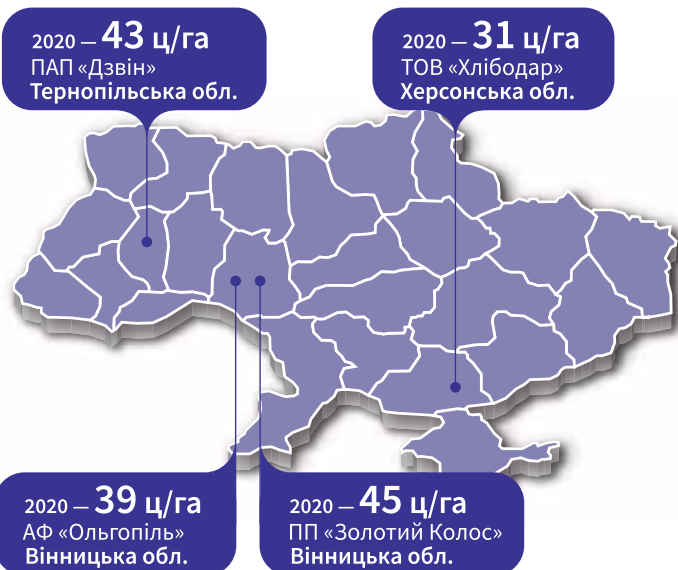 2020 — 43 ц/га
ПАП «Дзвін»
Тернопільська обл.
2020 — 31 ц/га
ТОВ «Хлібодар»
Херсонська обл.
2020 — 39 ц/га
АФ «Ольгопіль»
Вінницька обл.
2020 — 45 ц/га
ПП «Золотий Колос»
Вінницька обл.